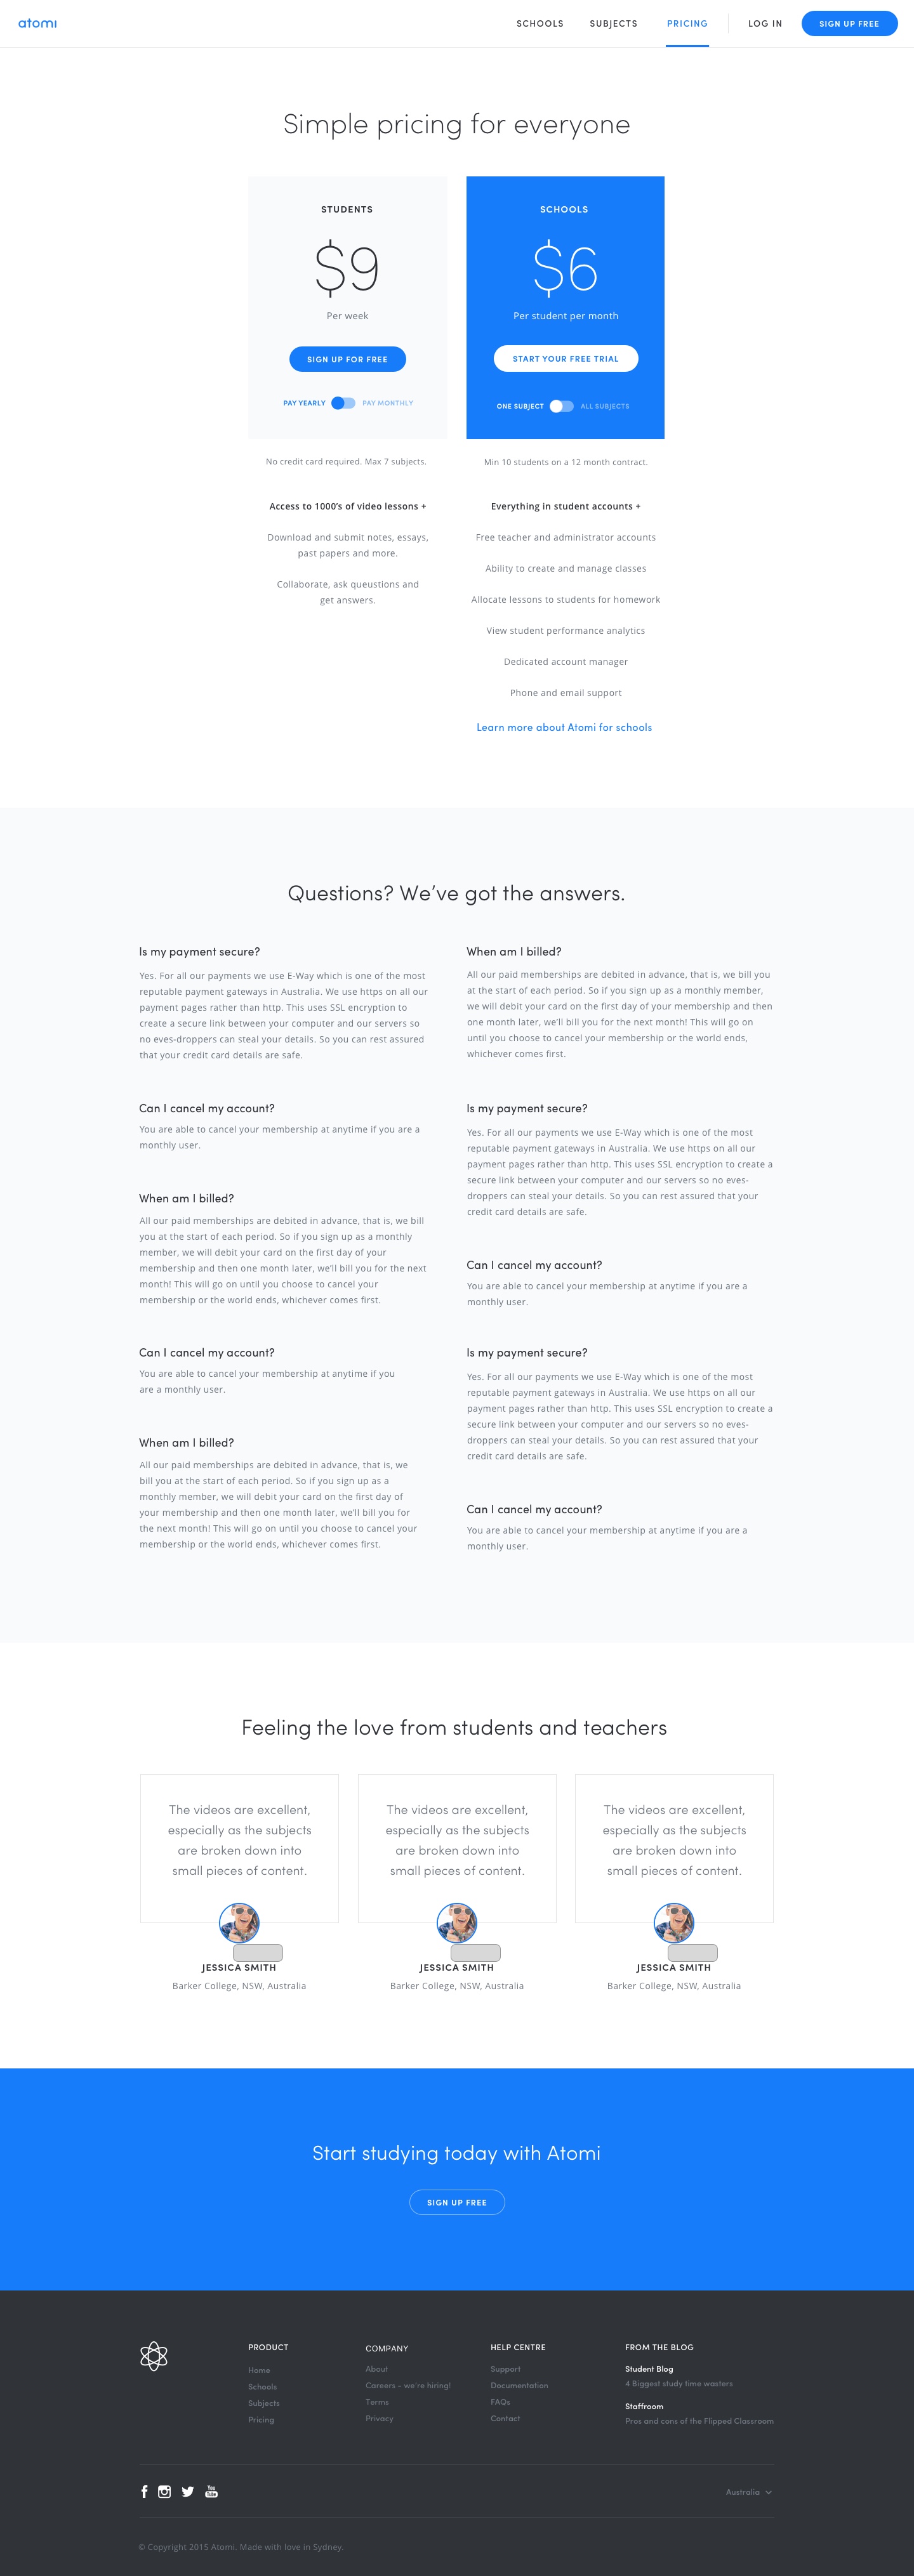 atomi
SCHOOLS
SUBJECTS
PRICING
LOG IN
SIGN UP FREE
Simple pricing for everyone
STUDENTS
$9
Per week
SIGN UP FOR FREE
PAY YEARLY
PAY MONTHLY
No credit card required. Max 7 subjects.
Access to 1000's of video lessons +
Download and submit notes, essays,
past papers and more.
Collaborate, ask queustions and
get answers.
SCHOOLS
$6
Per student per month
START YOUR FREE TRIAL
ONE SUBJECT
ALL SUBJECTS
Min 10 students on a 12 month contract.
Everything in student accounts +
Free teacher and administrator accounts
Ability to create and manage classes
Allocate lessons to students for homework
View student performance analytics
Dedicated account manager
Phone and email support
Learn more about Atomi for schools
Questions? We've got the answers.
Is my payment secure?
Yes. For all our payments we use E-Way which is one of the most
reputable payment gateways in Australia. We use https on all our
payment pages rather than http. This uses SSL encryption to
create a secure link between your computer and our servers so
no eves-droppers can steal your details. So you can rest assured
that your credit card details are safe.
Can I cancel my account?
You are able to cancel your membership at anytime if you are a
monthly user.
When am I billed?
All our paid memberships are debited in advance, that is, we bill
you at the start of each period. So if you sign up as a monthly
member, we will debit your card on the first day of your
membership and then one month later, we'll bill you for the next
month! This will go on until you choose to cancel your
membership or the world ends, whichever comes first.
Can I cancel my account?
You are able to cancel your membership at anytime if you
are a monthly user.
When am I billed?
All our paid memberships are debited in advance, that is, we
bill you at the start of each period. So if you sign up as a
monthly member, we will debit your card on the first day of
your membership and then one month later, we'll bill you for
the next month! This will go on until you choose to cancel your
membership or the world ends, whichever comes first.
When am I billed?
All our paid memberships are debited in advance, that is, we bill you
at the start of each period. So if you sign up as a monthly member,
we will debit your card on the first day of your membership and then
one month later, we'll bill you for the next month! This will go on
until you choose to cancel your membership or the world ends,
whichever comes first.
Is my payment secure?
Yes. For all our payments we use E-Way which is one of the most
reputable payment gateways in Australia. We use https on all our
payment pages rather than http. This uses SSL encryption to create a
secure link between your computer and our servers so no eves-
droppers can steal your details. So you can rest assured that your
credit card details are safe.
Can I cancel my account?
You are able to cancel your membership at anytime if you are a
monthly user.
Is my payment secure?
Yes. For all our payments we use E-Way which is one of the most
reputable payment gateways in Australia. We use https on all our
payment pages rather than http. This uses SSL encryption to create a
secure link between your computer and our servers so no eves-
droppers can steal your details. So you can rest assured that your
credit card details are safe.
Can I cancel my account?
You are able to cancel your membership at anytime if you are a
monthly user.
Feeling the love from students and teachers
The videos are excellent,
especially as the subjects
are broken down into
small pieces of content.
JESSICA SMITH
Barker College, NSW, Australia
The videos are excellent,
especially as the subjects
are broken down into
small pieces of content.
JESSICA SMITH
Barker College, NSW, Australia
The videos are excellent,
especially as the subjects
are broken down into
small pieces of content.
JESSICA SMITH
Barker College, NSW, Australia
Start studying today with Atomi
SIGN UP FREE
PRODUCT
Home
Schools
Subjects
Pricing
COMPANY
About
Careers - we're hiring!
Terms
Privacy
HELP CENTRE
Support
Documentation
FAQs
Contact
FROM THE BLOG
Student Blog
4 Biggest study time wasters
Staffroom
Pros and cons of the Flipped Classroom
You
Tube
Australia
© Copyright 2015 Atomi. Made with love in Sydney.